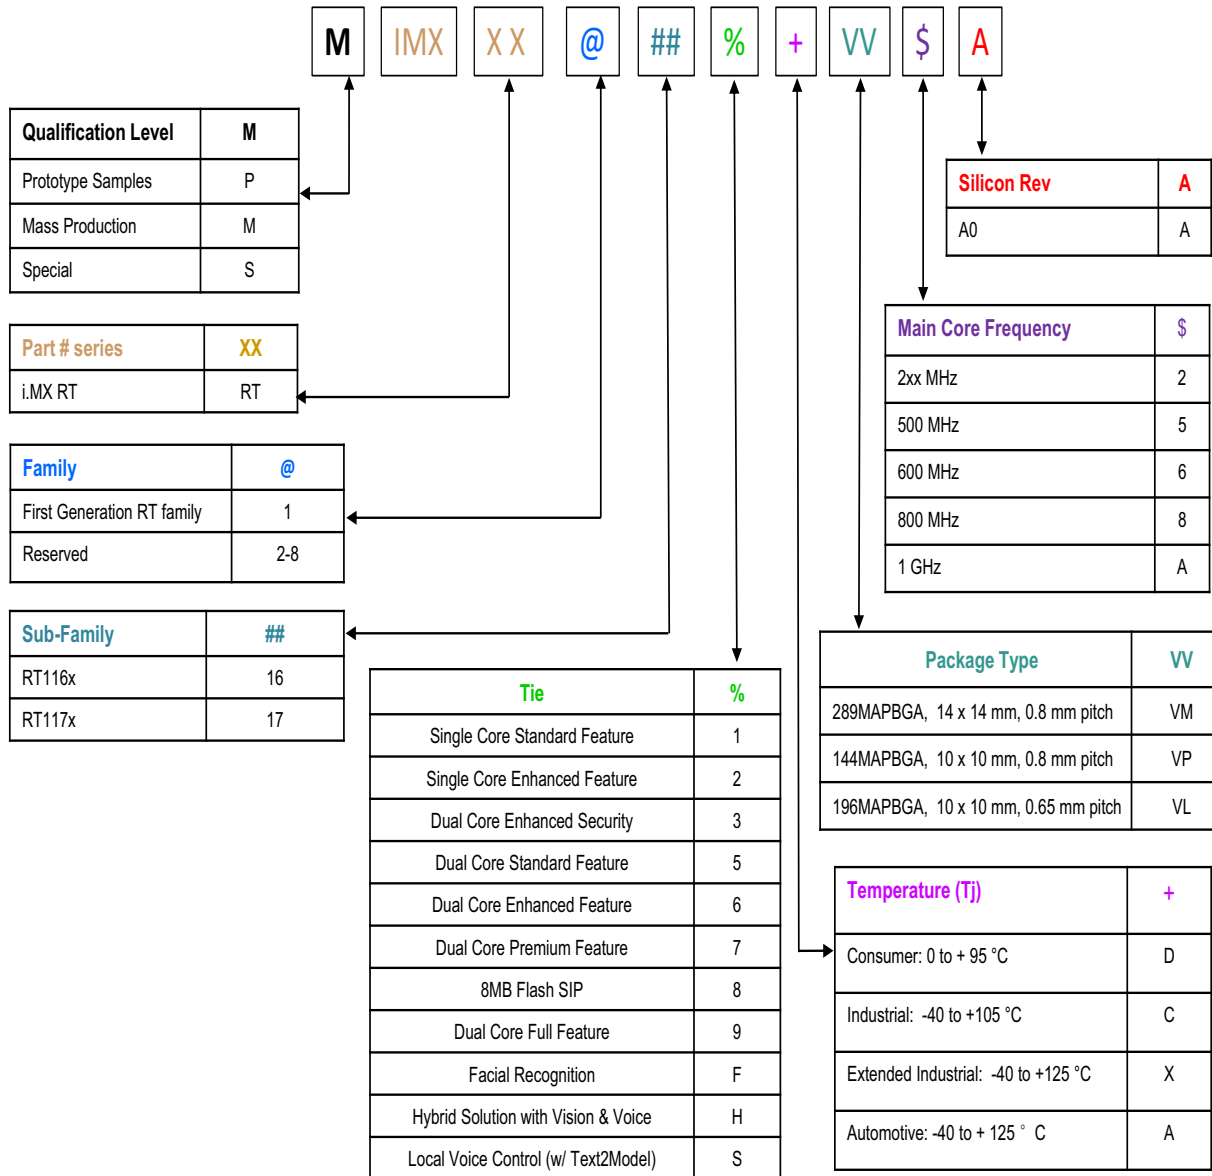 M IMX XX @ ## % + VV $ A
Qualification Level M
Prototype Samples P
Mass Production M
Special S
Part # series XX
i.MX RT RT
Family @
First Generation RT family 1
Reserved 2-8
Sub-Family ##
RT116x 16
RT117x 17
Tie %
Single Core Standard Feature 1
Single Core Enhanced Feature 2
Dual Core Enhanced Security 3
Dual Core Standard Feature 5
Dual Core Enhanced Feature 6
Dual Core Premium Feature 7
8MB Flash SIP 8
Dual Core Full Feature 9
Facial Recognition F
Hybrid Solution with Vision & Voice H
Local Voice Control (w/ Text2Model) S
Silicon Rev A
A0 A
Main Core Frequency $
2xx MHz 2
500 MHz 5
600 MHz 6
800 MHz 8
1 GHz A
Package Type VV
289MAPBGA, 14 x 14 mm, 0.8 mm pitch VM
144MAPBGA, 10 x 10 mm, 0.8 mm pitch VP
196MAPBGA, 10 x 10 mm, 0.65 mm pitch VL
Temperature (Tj) +
Consumer: 0 to + 95 °C D
Industrial: -40 to +105 °C C
Extended Industrial: -40 to +125 °C X
Automotive: -40 to + 125 ° C A